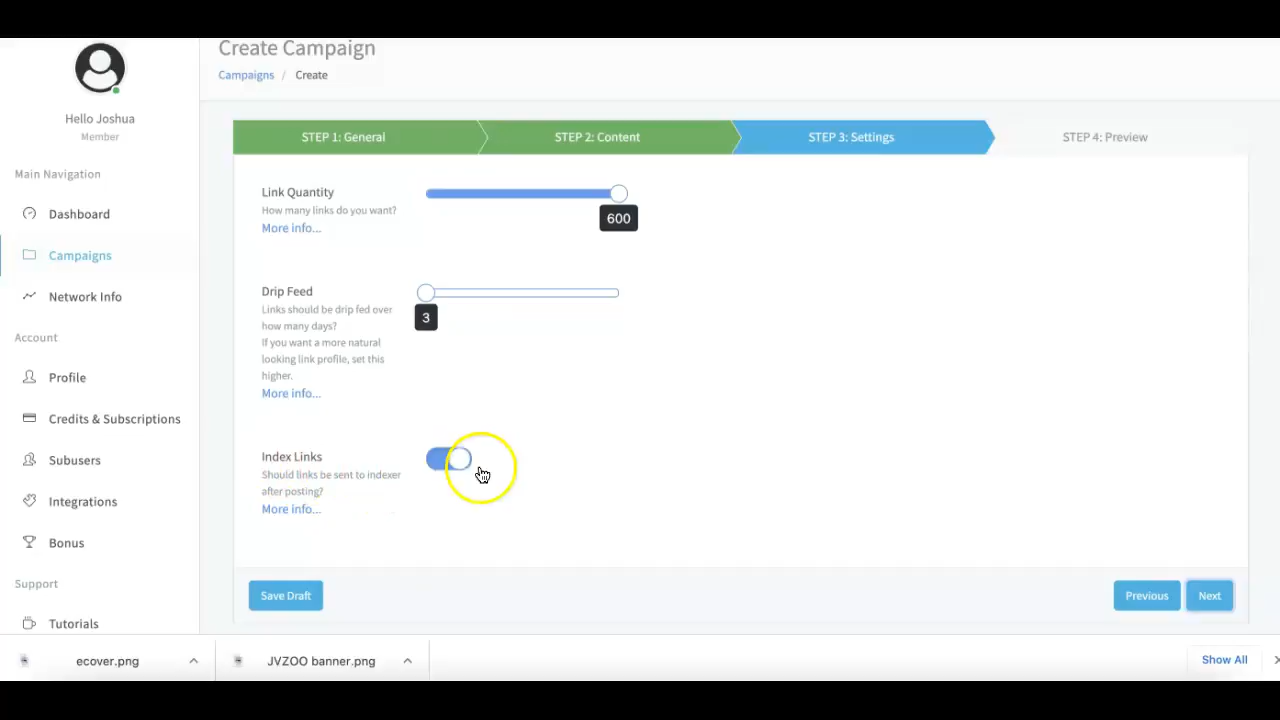 Create Campaign
Campaigns / Create
Hello Joshua
Member
Main Navigation
Dashboard
Campaigns
Network Info
Account
Profile
Credits & Subscriptions
Subusers
Integrations
Bonus
Support
Tutorials
STEP 1: General
STEP 2: Content
STEP 3: Settings
STEP 4: Preview
Link Quantity
How many links do you want?
More info...
600
Drip Feed
Links should be drip fed over
how many days?
If you want a more natural
looking link profile, set this
higher.
More info...
3
Index Links
Should links be sent to indexer
after posting?
More info...
Save Draft
Previous
Next
ecover.png
JVZOO banner.png
Show All